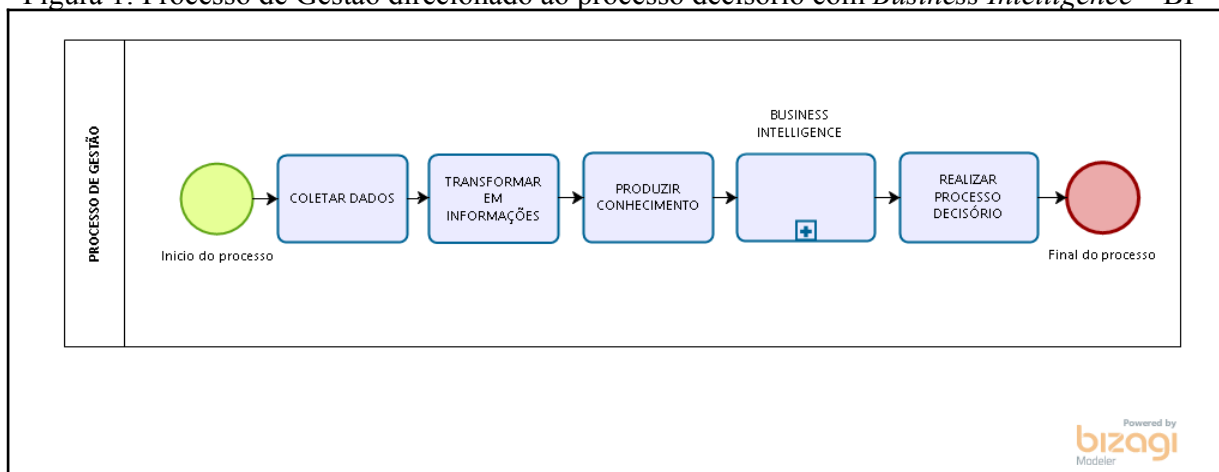 Figura 1: Processo de Gestão direcionado ao processo decisório com Business Intelligence – BI
PROCESSO DE GESTÃO
Inicio do processo
COLETAR DADOS
TRANSFORMAR
EM
INFORMAÇÕES
PRODUZIR
CONHECIMENTO
BUSINESS
INTELLIGENCE
REALIZAR
PROCESSO
DECISÓRIO
Final do processo
Powered by
bizagi
Modeler